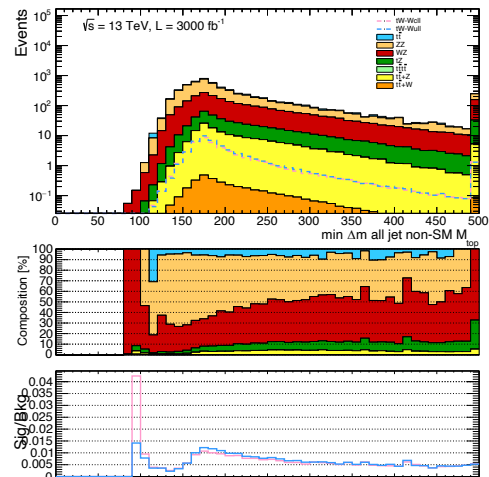 √s = 13 TeV, L = 3000 fb⁻¹
tW-Wcll
tW-Wull
tt̄
ZZ
WZ
tZ
tt̄tt̄
tt̄+Z
tt̄+W
Events
10⁵
10⁴
10³
10²
10
1
10⁻¹
0 50 100 150 200 250 300 350 400 450 500
min Δm all jet non-SM M_top
Composition [%]
100
90
80
70
60
50
40
30
20
10
0
Sig/Bkg
0.04
0.035
0.03
0.025
0.02
0.015
0.01
0.005
0